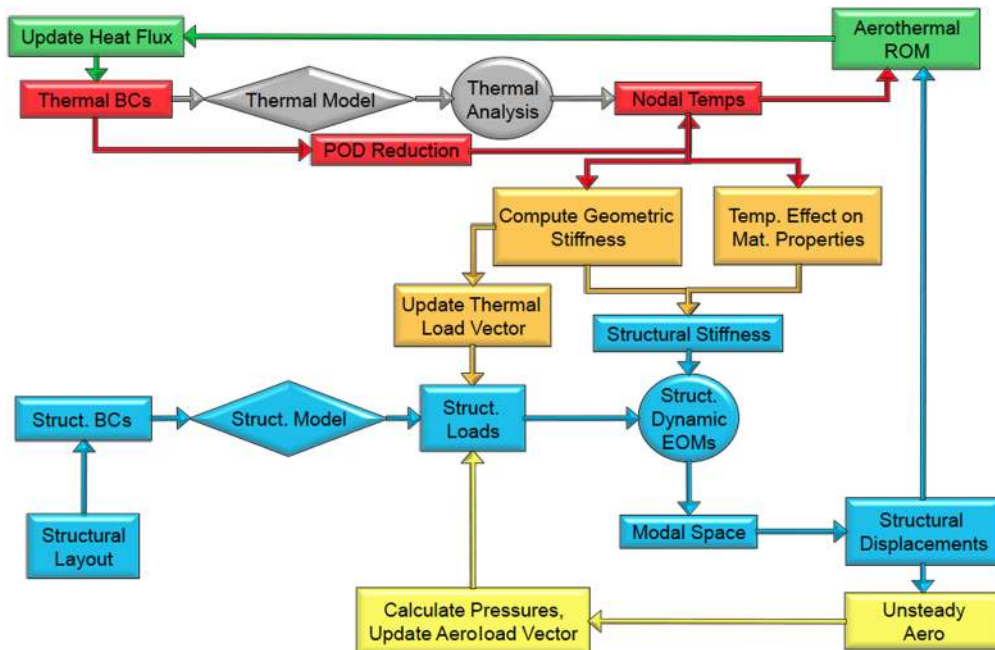 Update Heat Flux
Aerothermal
ROM
Thermal BCs
Thermal Model
Thermal
Analysis
Nodal Temps
POD Reduction
Compute Geometric
Stiffness
Temp. Effect on
Mat. Properties
Update Thermal
Load Vector
Structural Stiffness
Struct. BCs
Struct. Model
Struct.
Loads
Struct.
Dynamic
EOMs
Structural
Layout
Modal Space
Structural
Displacements
Calculate Pressures,
Update Aeroload Vector
Unsteady
Aero